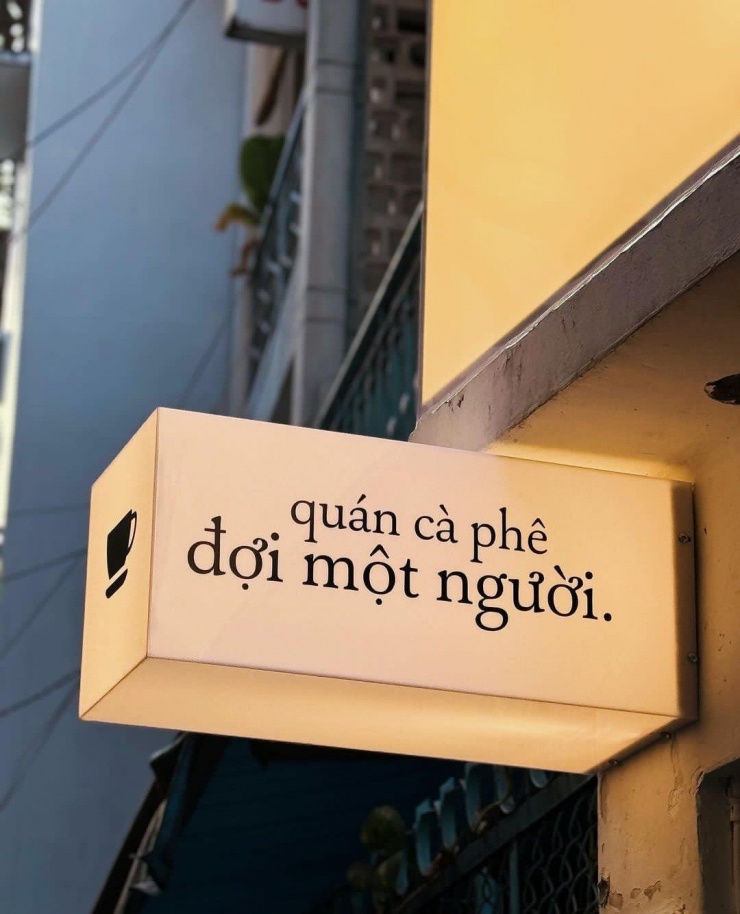 quán cà phê
đợi một người.